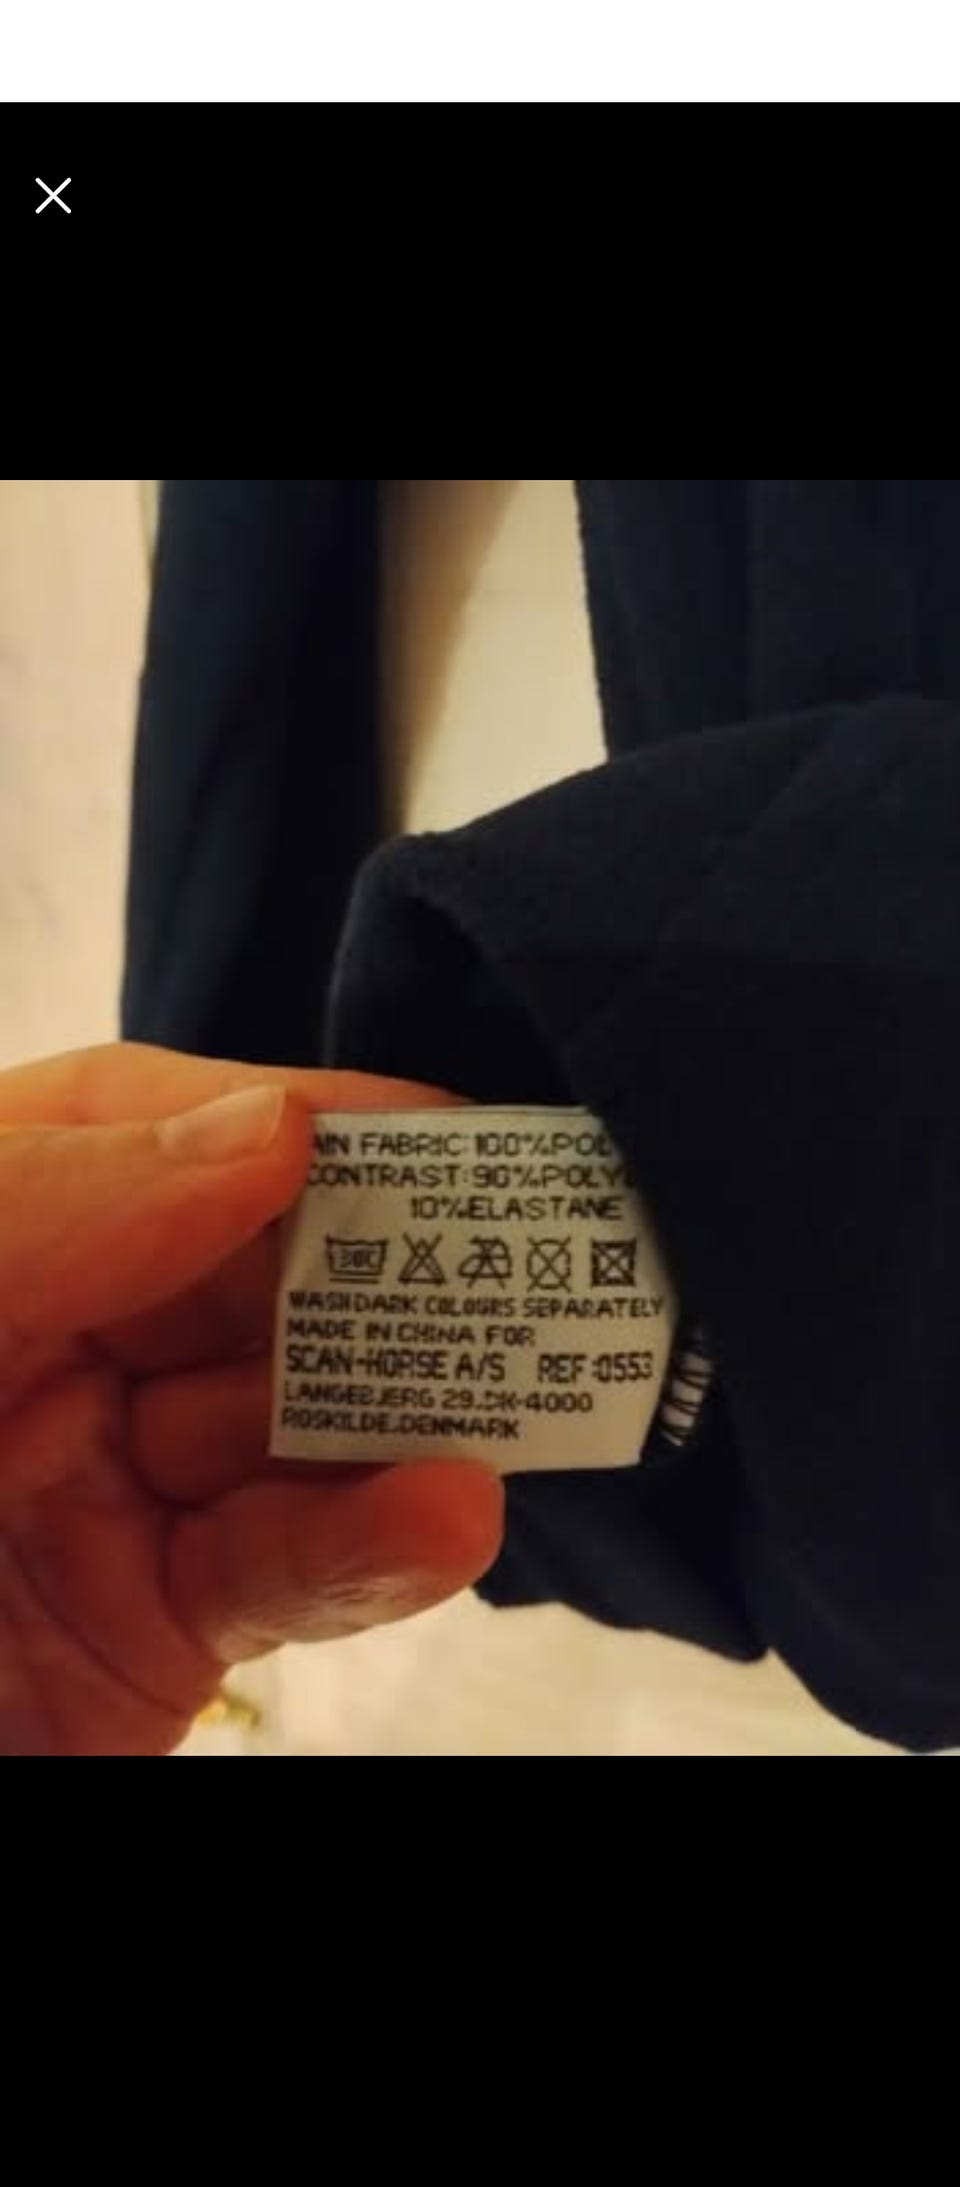 AIN FABRIC:100%POL
CONTRAST:90%POLY
10%ELASTANE
30C
WASH DARK COLOURS SEPARATELY
MADE IN CHINA FOR
SCAN-HORSE A/S REF:0553
LANGEBJERG 29.DK-4000
ROSKILDE.DENMARK